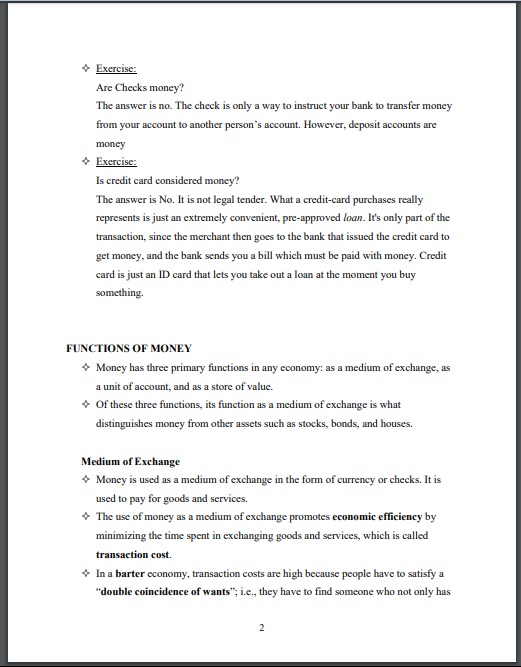 ❖ Exercise:
Are Checks money?
The answer is no. The check is only a way to instruct your bank to transfer money
from your account to another person's account. However, deposit accounts are
money
❖ Exercise:
Is credit card considered money?
The answer is No. It is not legal tender. What a credit-card purchases really
represents is just an extremely convenient, pre-approved loan. It's only part of the
transaction, since the merchant then goes to the bank that issued the credit card to
get money, and the bank sends you a bill which must be paid with money. Credit
card is just an ID card that lets you take out a loan at the moment you buy
something.
FUNCTIONS OF MONEY
❖ Money has three primary functions in any economy: as a medium of exchange, as
a unit of account, and as a store of value.
❖ Of these three functions, its function as a medium of exchange is what
distinguishes money from other assets such as stocks, bonds, and houses.
Medium of Exchange
❖ Money is used as a medium of exchange in the form of currency or checks. It is
used to pay for goods and services.
❖ The use of money as a medium of exchange promotes economic efficiency by
minimizing the time spent in exchanging goods and services, which is called
transaction cost.
❖ In a barter economy, transaction costs are high because people have to satisfy a
"double coincidence of wants"; i.e., they have to find someone who not only has
2